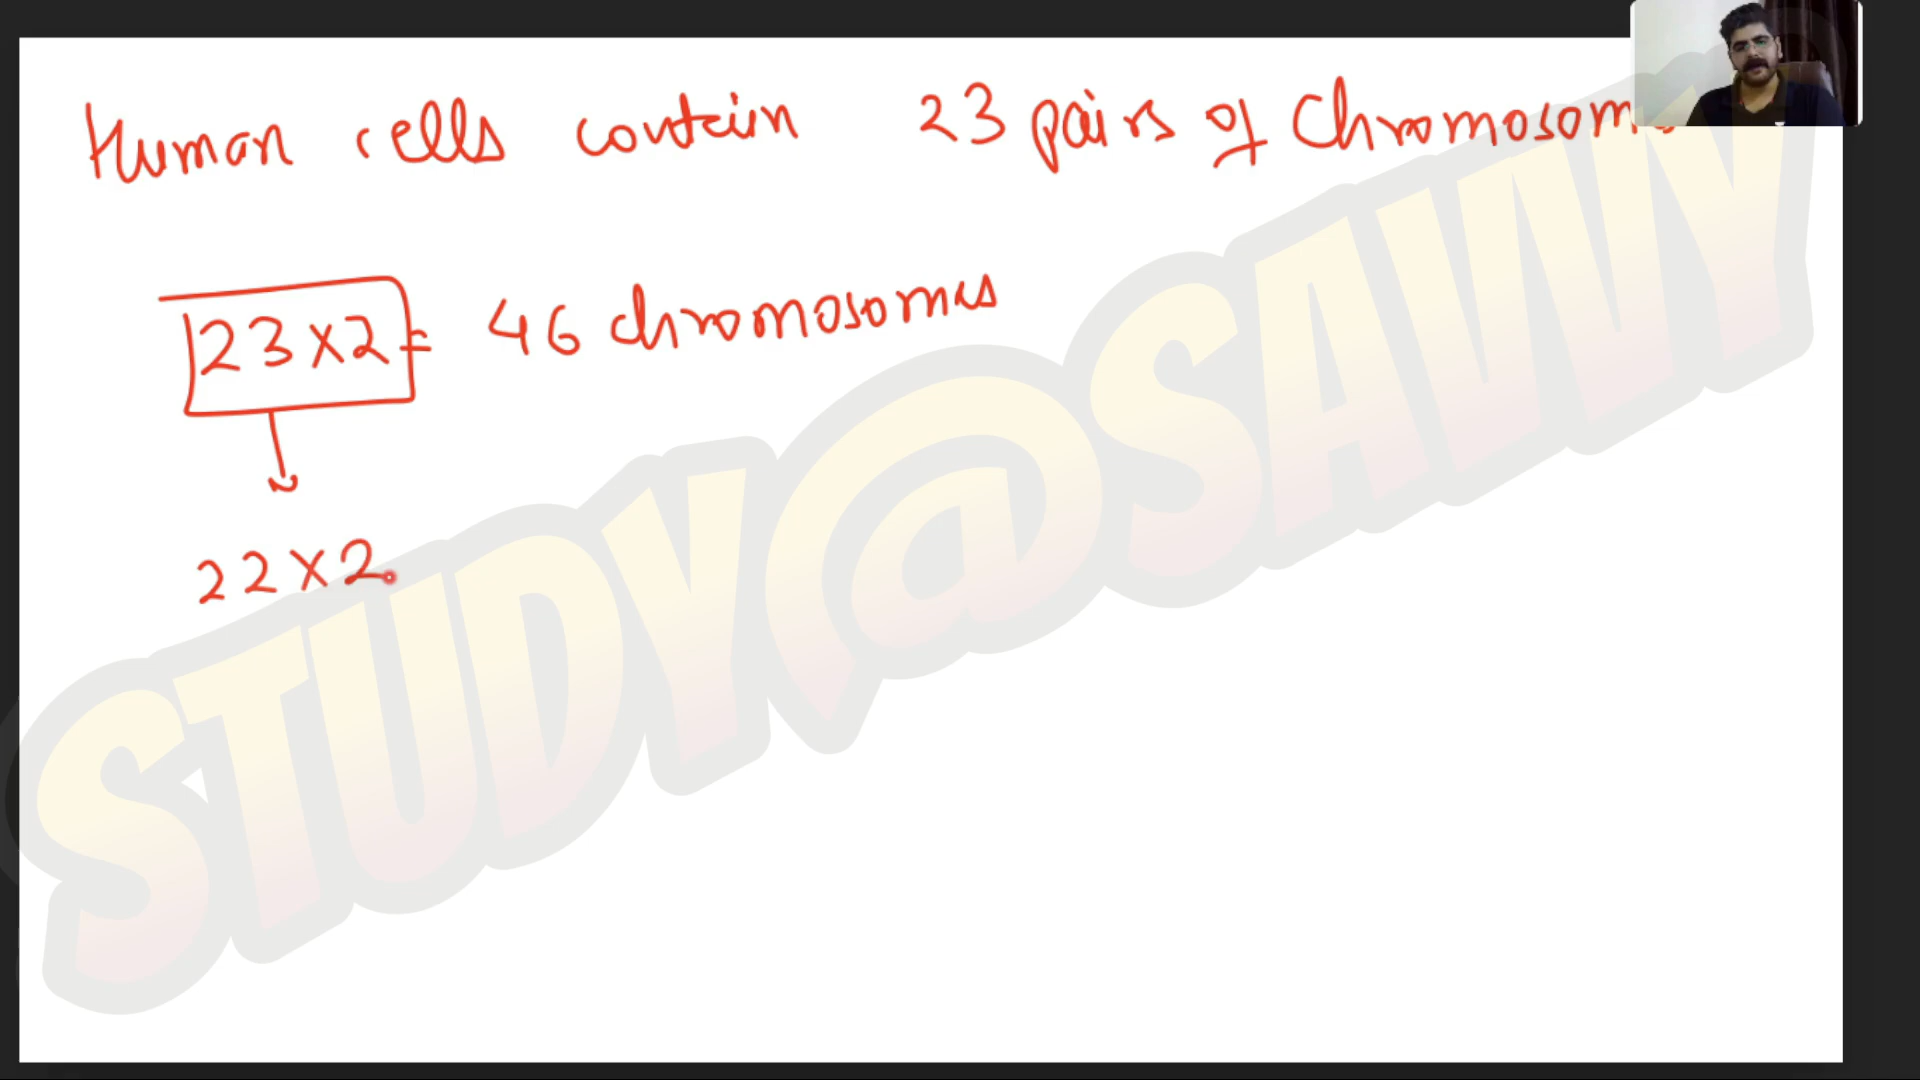 Human cells contain 23 pairs of Chromosom
23x2 = 46 chromosomes
22x2
STUDY@SAVVY